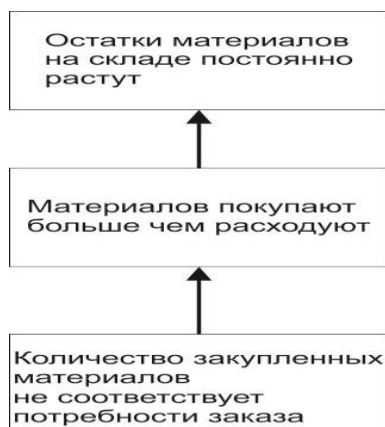 Остатки материалов
на складе постоянно
растут
Материалов покупают
больше чем расходуют
Количество закупленных
материалов
не соответствует
потребности заказа